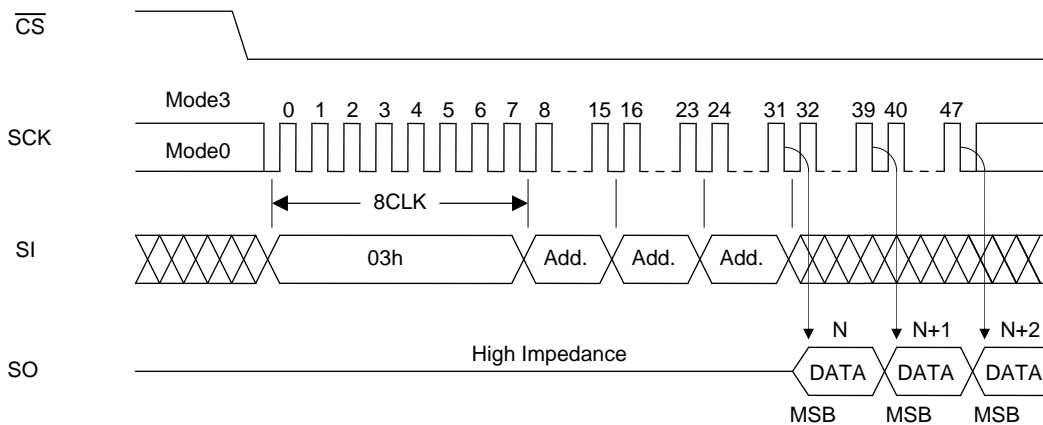 CS
Mode3
0 1 2 3 4 5 6 7 8 15 16 23 24 31 32 39 40 47
SCK
Mode0
8CLK
SI
03h Add. Add. Add.
N N+1 N+2
High Impedance
SO
DATA DATA DATA
MSB MSB MSB